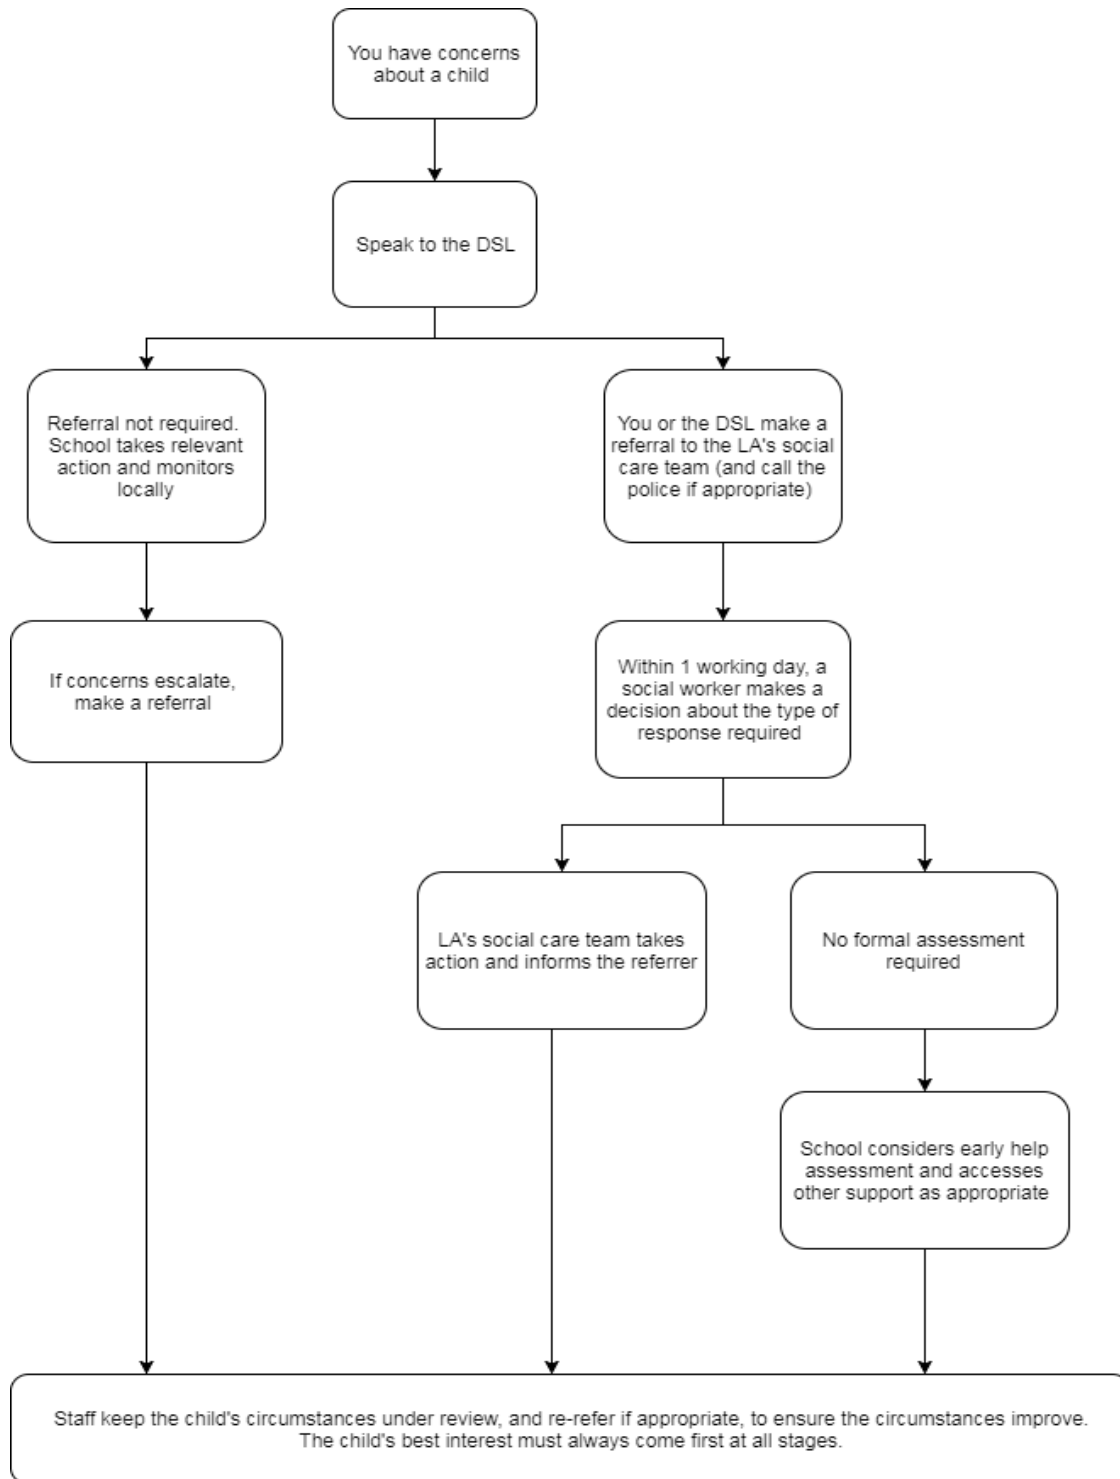 You have concerns
about a child
Speak to the DSL
Referral not required.
School takes relevant
action and monitors
locally
You or the DSL make a
referral to the LA's social
care team (and call the
police if appropriate)
If concerns escalate,
make a referral
Within 1 working day, a
social worker makes a
decision about the type of
response required
LA's social care team takes
action and informs the referrer
No formal assessment
required
School considers early help
assessment and accesses
other support as appropriate
Staff keep the child's circumstances under review, and re-refer if appropriate, to ensure the circumstances improve.
The child's best interest must always come first at all stages.